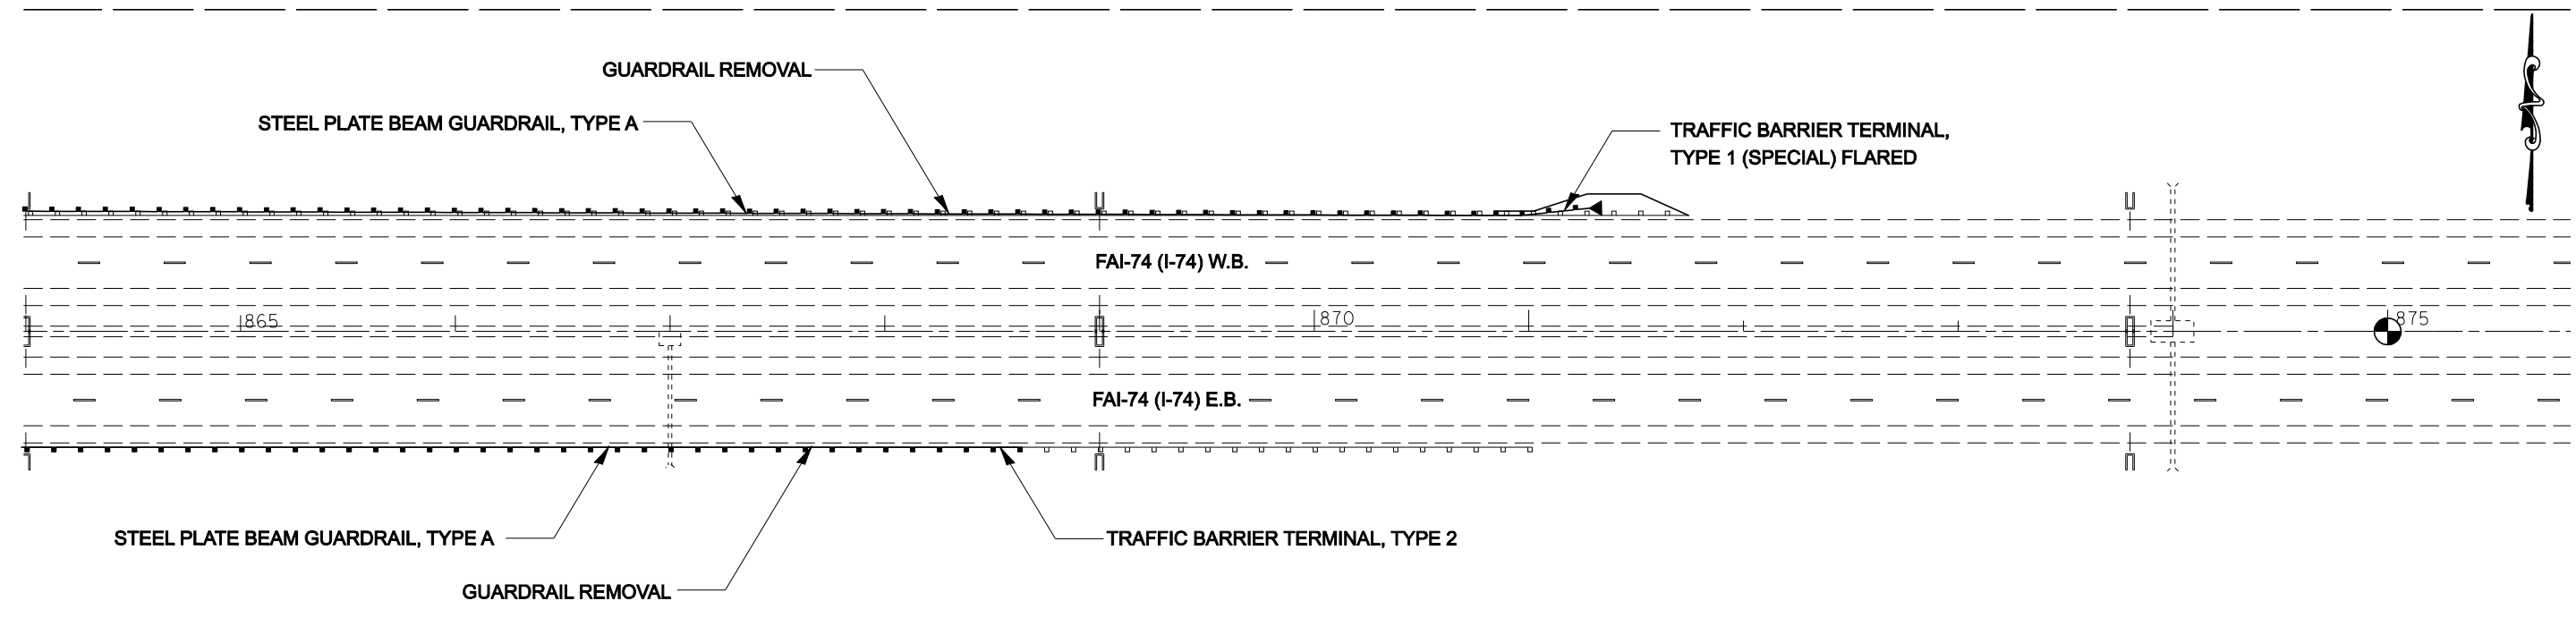 GUARDRAIL REMOVAL
STEEL PLATE BEAM GUARDRAIL, TYPE A
TRAFFIC BARRIER TERMINAL,
TYPE 1 (SPECIAL) FLARED
FAI-74 (I-74) W.B.
865
870
875
FAI-74 (I-74) E.B.
STEEL PLATE BEAM GUARDRAIL, TYPE A
TRAFFIC BARRIER TERMINAL, TYPE 2
GUARDRAIL REMOVAL